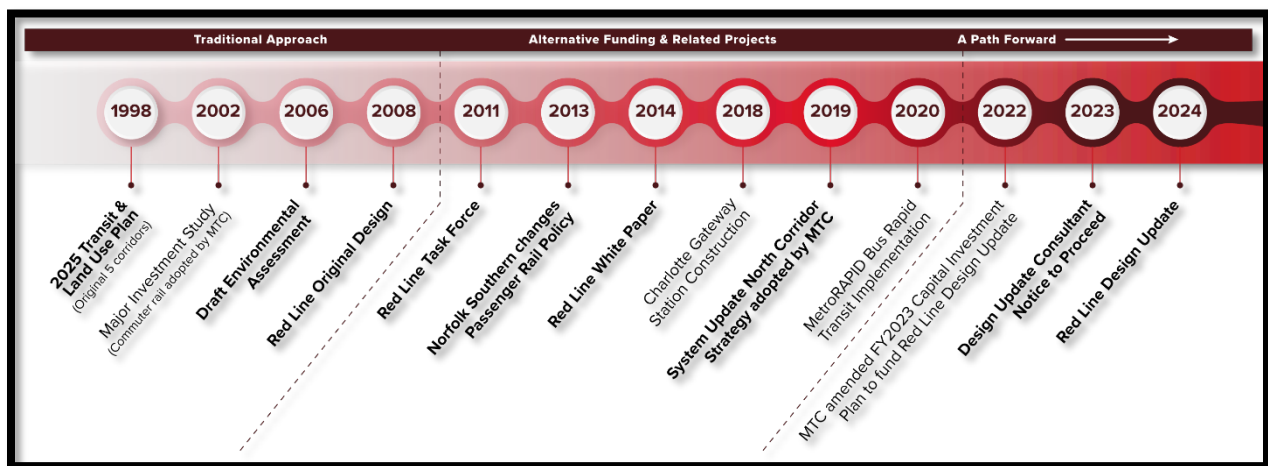 Traditional Approach
Alternative Funding & Related Projects
A Path Forward
1998
2002
2006
2008
2011
2013
2014
2018
2019
2020
2022
2023
2024
2025 Transit &
Land Use Plan
(Original 5 corridors)
Major Investment Study
(Commuter rail adopted by MTC)
Draft Environmental
Assessment
Red Line Original Design
Red Line Task Force
Norfolk Southern changes
Passenger Rail Policy
Red Line White Paper
Charlotte Gateway
Station Construction
System Update North Corridor
Strategy adopted by MTC
MetroRAPID Bus Rapid
Transit Implementation
MTC amended FY2023 Capital Investment
Plan to fund Red Line Design Update
Design Update Consultant
Notice to Proceed
Red Line Design Update